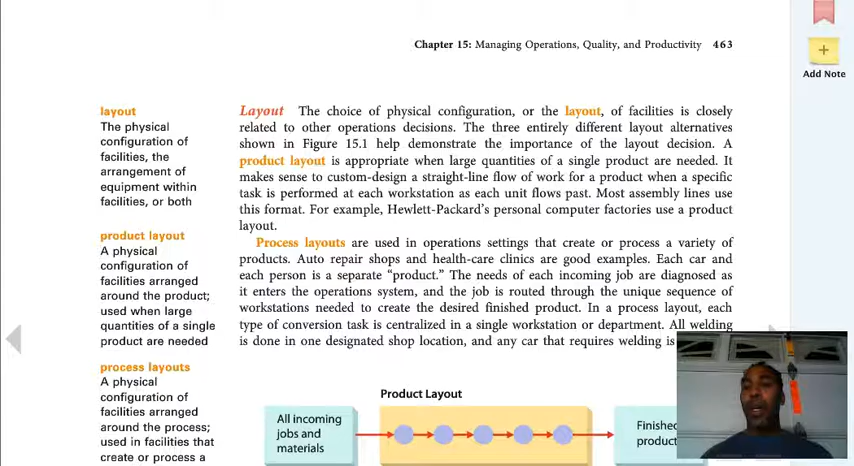 Chapter 15: Managing Operations, Quality, and Productivity 463
Add Note
layout
The physical
configuration of
facilities, the
arrangement of
equipment within
facilities, or both
product layout
A physical
configuration of
facilities arranged
around the product;
used when large
quantities of a single
product are needed
process layouts
A physical
configuration of
facilities arranged
around the process;
used in facilities that
create or process a
Layout The choice of physical configuration, or the layout, of facilities is closely
related to other operations decisions. The three entirely different layout alternatives
shown in Figure 15.1 help demonstrate the importance of the layout decision. A
product layout is appropriate when large quantities of a single product are needed. It
makes sense to custom-design a straight-line flow of work for a product when a specific
task is performed at each workstation as each unit flows past. Most assembly lines use
this format. For example, Hewlett-Packard's personal computer factories use a product
layout.
Process layouts are used in operations settings that create or process a variety of
products. Auto repair shops and health-care clinics are good examples. Each car and
each person is a separate “product.” The needs of each incoming job are diagnosed as
it enters the operations system, and the job is routed through the unique sequence of
workstations needed to create the desired finished product. In a process layout, each
type of conversion task is centralized in a single workstation or department. All welding
is done in one designated shop location, and any car that requires welding is
Product Layout
All incoming
jobs and
materials
Finished
product